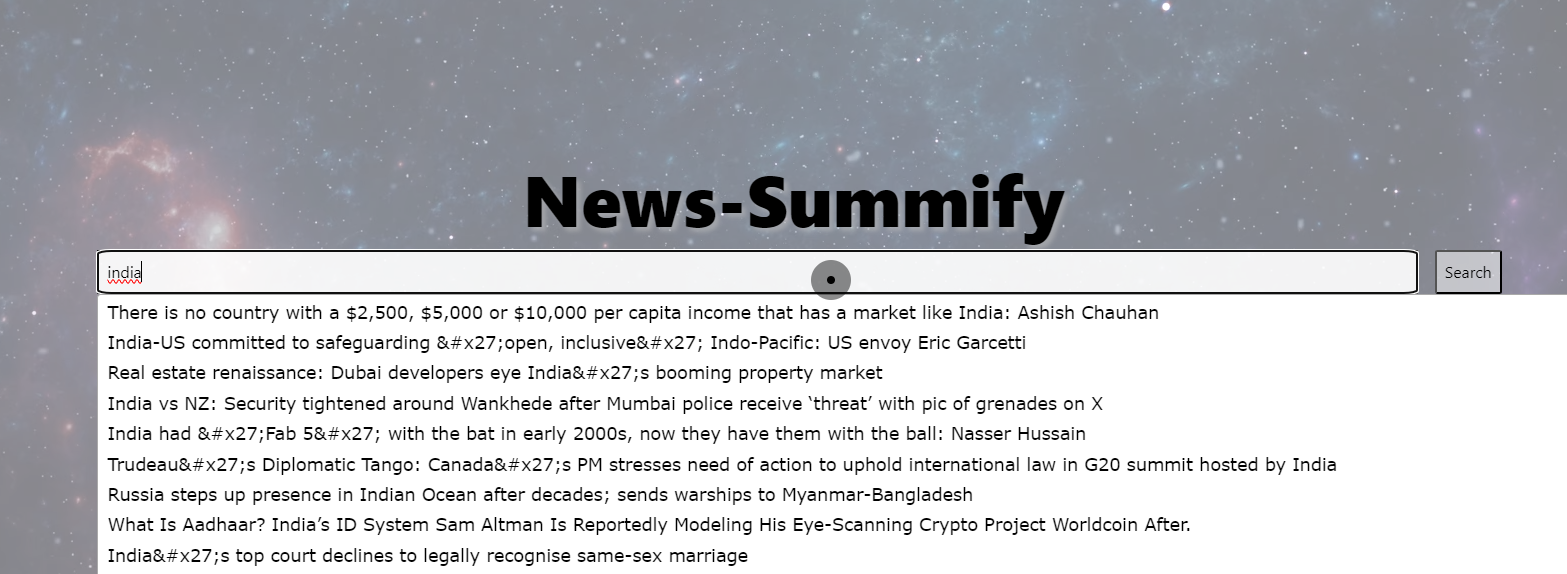 News-Summify
india
Search
There is no country with a $2,500, $5,000 or $10,000 per capita income that has a market like India: Ashish Chauhan
India-US committed to safeguarding &#x27;open, inclusive&#x27; Indo-Pacific: US envoy Eric Garcetti
Real estate renaissance: Dubai developers eye India&#x27;s booming property market
India vs NZ: Security tightened around Wankhede after Mumbai police receive ‘threat’ with pic of grenades on X
India had &#x27;Fab 5&#x27; with the bat in early 2000s, now they have them with the ball: Nasser Hussain
Trudeau&#x27;s Diplomatic Tango: Canada&#x27;s PM stresses need of action to uphold international law in G20 summit hosted by India
Russia steps up presence in Indian Ocean after decades; sends warships to Myanmar-Bangladesh
What Is Aadhaar? India’s ID System Sam Altman Is Reportedly Modeling His Eye-Scanning Crypto Project Worldcoin After.
India&#x27;s top court declines to legally recognise same-sex marriage